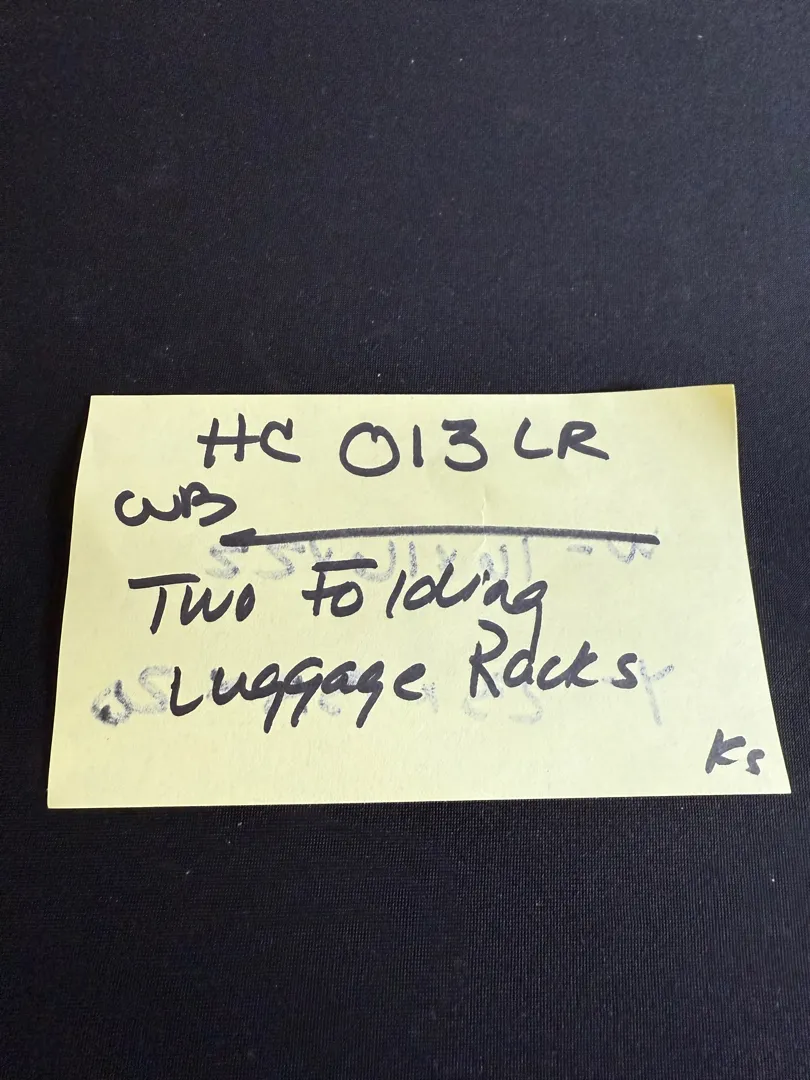 HC 013 LR
WB
Two Folding
Luggage Racks
KS